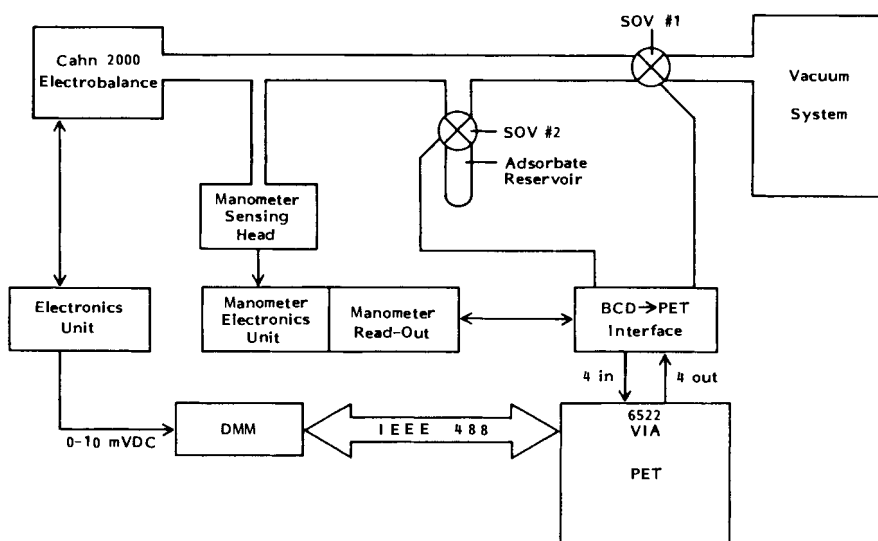 SOV #1
Cahn 2000
Electrobalance
Vacuum
System
SOV #2
Adsorbate
Reservoir
Manometer
Sensing
Head
Electronics
Unit
Manometer
Electronics
Unit
Manometer
Read-Out
BCD→PET
Interface
4 in
4 out
0-10 mVDC
DMM
IEEE 488
6522
VIA
PET